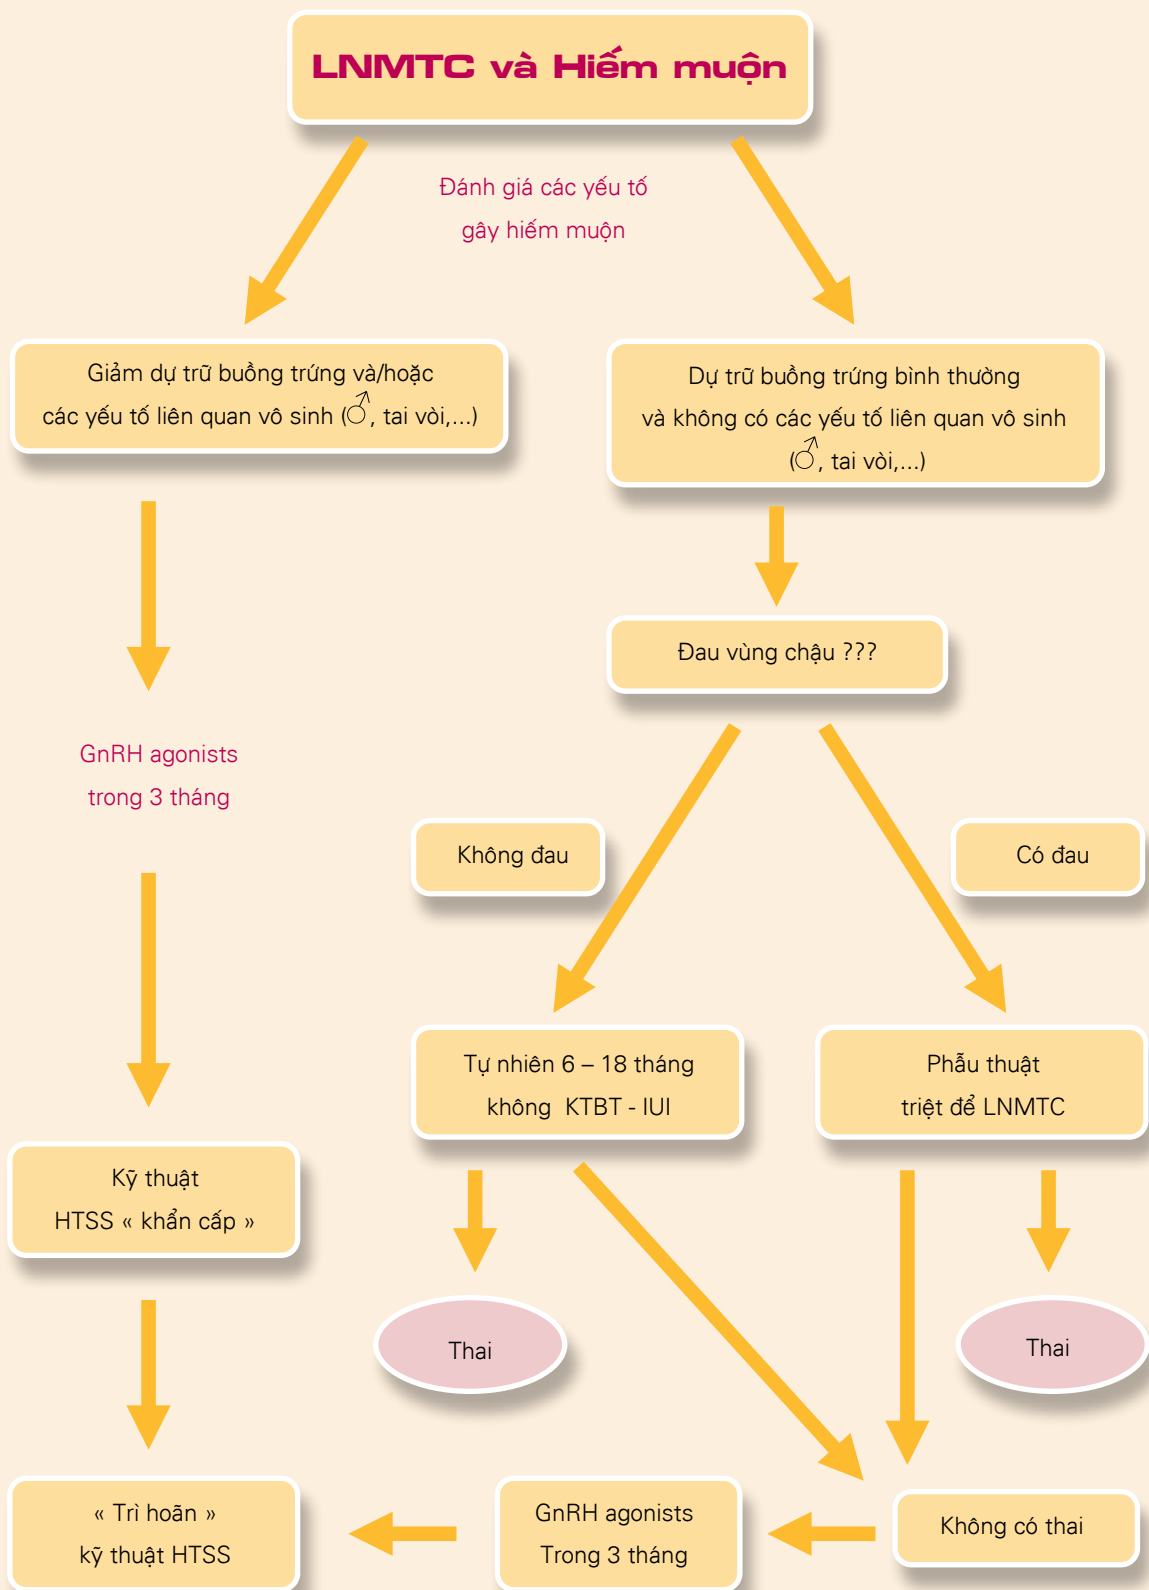 LNMTC và Hiếm muộn
Đánh giá các yếu tố
gây hiếm muộn
Giảm dự trữ buồng trứng và/hoặc
các yếu tố liên quan vô sinh (♂, tai vòi,...)
Dự trữ buồng trứng bình thường
và không có các yếu tố liên quan vô sinh
(♂, tai vòi,...)
Đau vùng chậu ???
GnRH agonists
trong 3 tháng
Không đau
Có đau
Tự nhiên 6 – 18 tháng
không KTBT - IUI
Phẫu thuật
triệt để LNMTC
Kỹ thuật
HTSS « khẩn cấp »
Thai
Thai
« Trì hoãn »
kỹ thuật HTSS
GnRH agonists
Trong 3 tháng
Không có thai